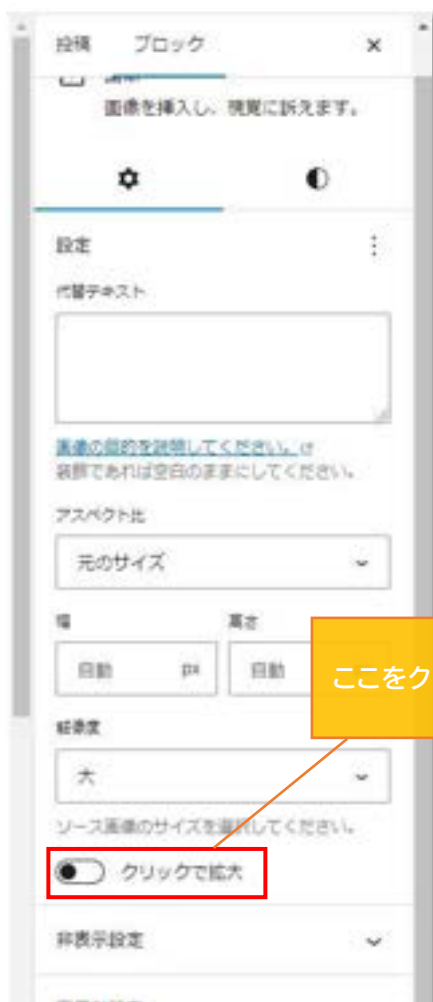 投稿 ブロック ×
画像を挿入し、視覚に訴えます。
設定
代替テキスト
画像の目的を説明してください。
装飾であれば空白のままにしてください。
アスペクト比
元のサイズ
幅 高さ
自動 px 自動
ここをク
解像度
大
ソース画像のサイズを選択してください。
クリックで拡大
非表示設定